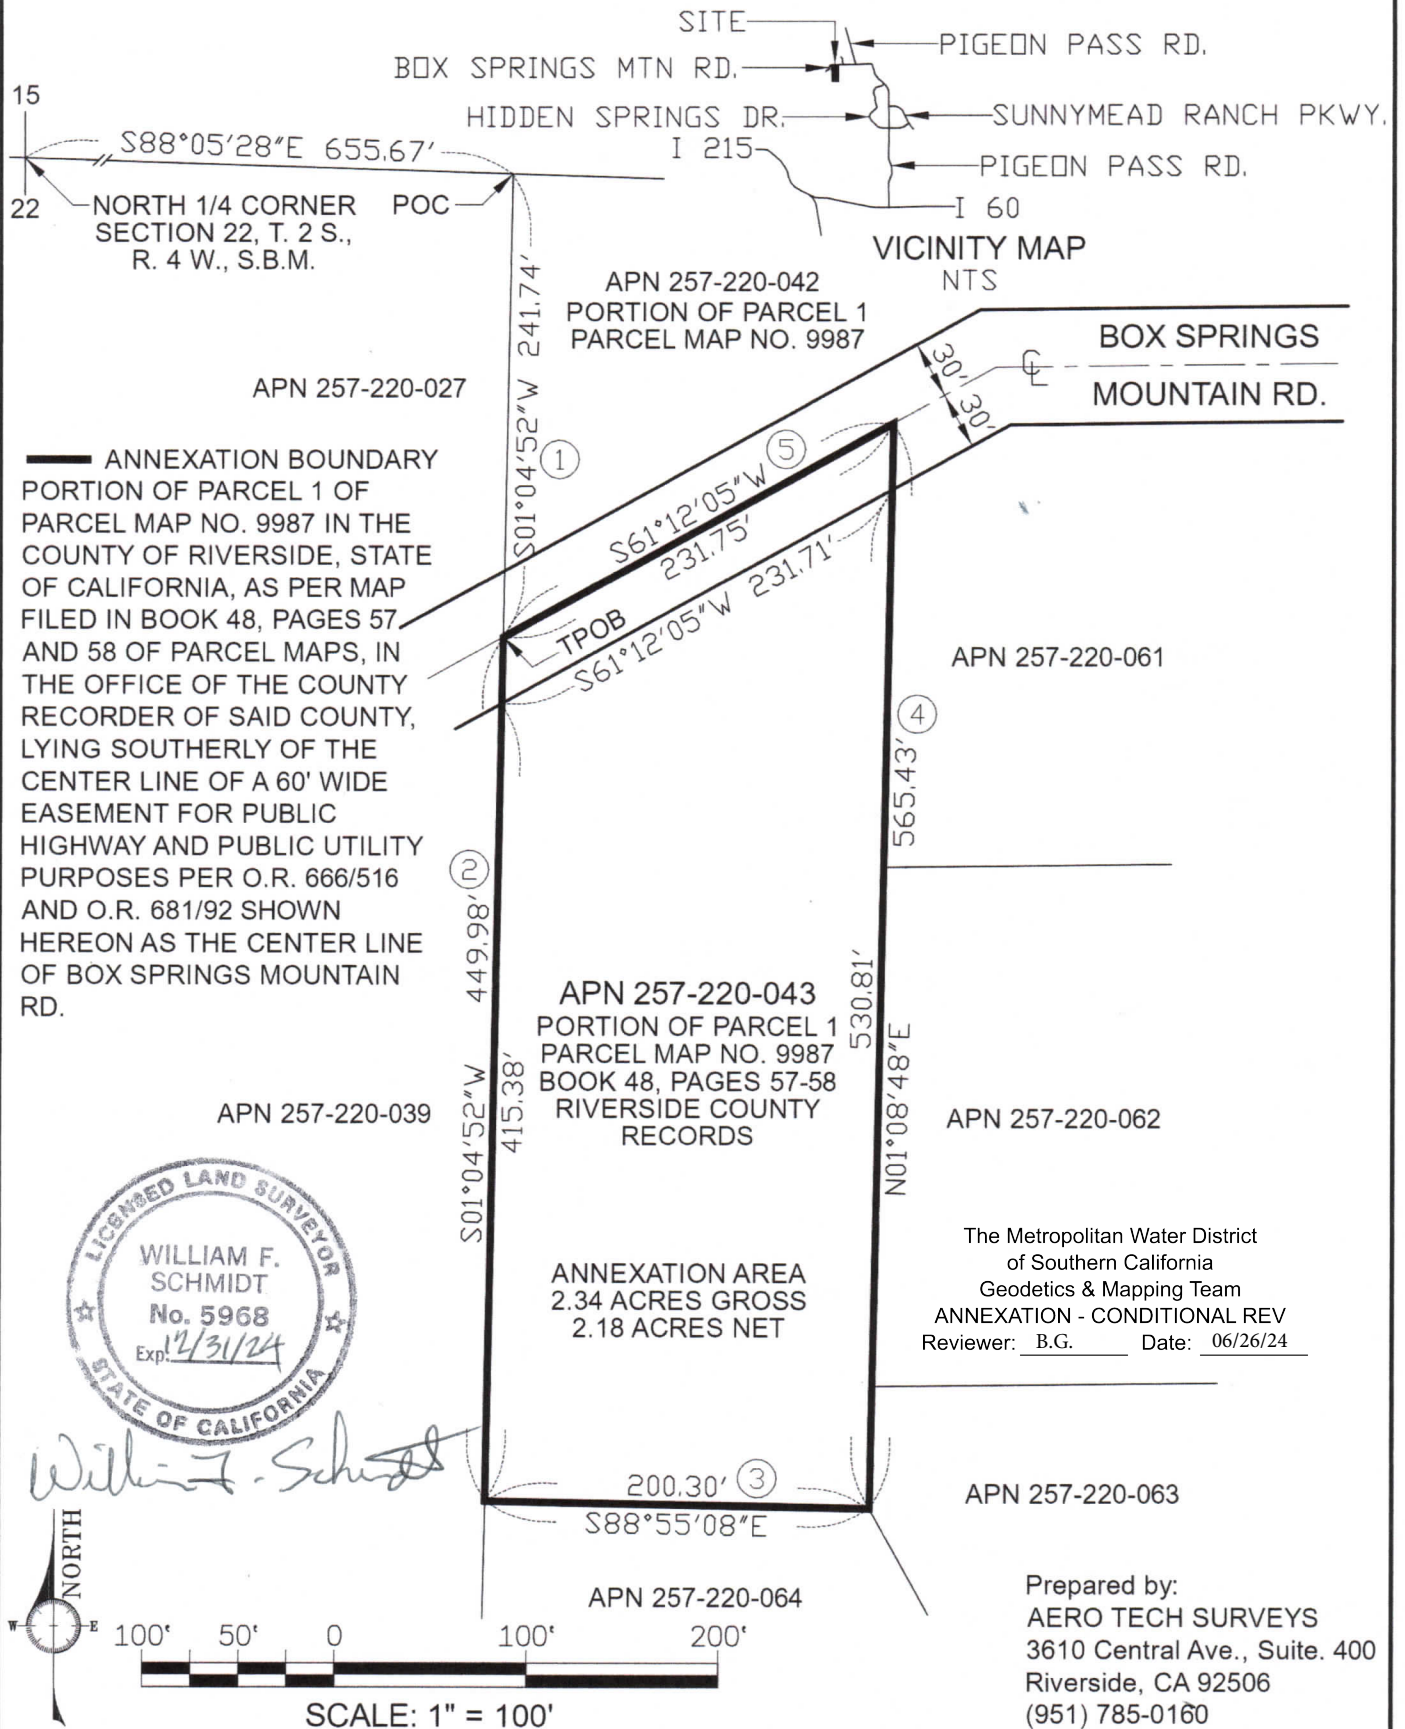 SITE
PIGEON PASS RD.
BOX SPRINGS MTN RD.
HIDDEN SPRINGS DR.
SUNNYMEAD RANCH PKWY.
I 215
PIGEON PASS RD.
I 60
VICINITY MAP
NTS
15
22
S88°05'28"E 655.67'
NORTH 1/4 CORNER
SECTION 22, T. 2 S.,
R. 4 W., S.B.M.
POC
S01°04'52"W 241.74'
1
APN 257-220-042
PORTION OF PARCEL 1
PARCEL MAP NO. 9987
BOX SPRINGS
MOUNTAIN RD.
CL
30'
30'
APN 257-220-027
ANNEXATION BOUNDARY
PORTION OF PARCEL 1 OF
PARCEL MAP NO. 9987 IN THE
COUNTY OF RIVERSIDE, STATE
OF CALIFORNIA, AS PER MAP
FILED IN BOOK 48, PAGES 57
AND 58 OF PARCEL MAPS, IN
THE OFFICE OF THE COUNTY
RECORDER OF SAID COUNTY,
LYING SOUTHERLY OF THE
CENTER LINE OF A 60' WIDE
EASEMENT FOR PUBLIC
HIGHWAY AND PUBLIC UTILITY
PURPOSES PER O.R. 666/516
AND O.R. 681/92 SHOWN
HEREON AS THE CENTER LINE
OF BOX SPRINGS MOUNTAIN
RD.
S61°12'05"W
5
231.75'
TPOB
S61°12'05"W 231.71'
APN 257-220-061
4
565.43'
530.81'
N01°08'48"E
2
449.98'
S01°04'52"W
415.38'
APN 257-220-043
PORTION OF PARCEL 1
PARCEL MAP NO. 9987
BOOK 48, PAGES 57-58
RIVERSIDE COUNTY
RECORDS
APN 257-220-039
APN 257-220-062
ANNEXATION AREA
2.34 ACRES GROSS
2.18 ACRES NET
The Metropolitan Water District
of Southern California
Geodetics & Mapping Team
ANNEXATION - CONDITIONAL REV
Reviewer: B.G. Date: 06/26/24
LICENSED LAND SURVEYOR
WILLIAM F.
SCHMIDT
No. 5968
Exp. 12/31/24
STATE OF CALIFORNIA
William F. Schmidt
200.30' 3
S88°55'08"E
APN 257-220-063
APN 257-220-064
NORTH
W E
100' 50' 0 100' 200'
SCALE: 1" = 100'
Prepared by:
AERO TECH SURVEYS
3610 Central Ave., Suite. 400
Riverside, CA 92506
(951) 785-0160